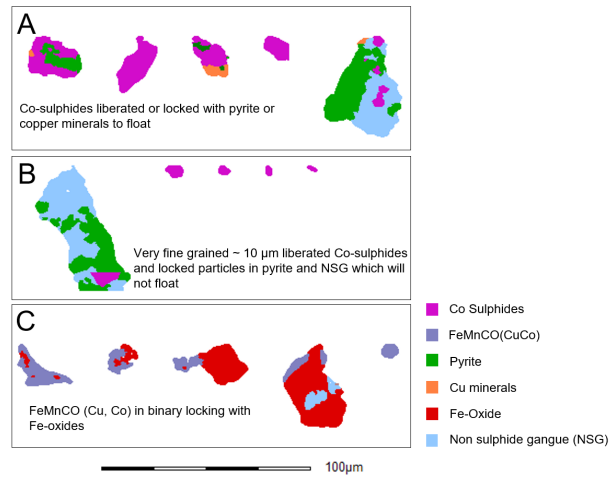 A
Co-sulphides liberated or locked with pyrite or
copper minerals to float
B
Very fine grained ~ 10 µm liberated Co-sulphides
and locked particles in pyrite and NSG which will
not float
C
FeMnCO (Cu, Co) in binary locking with
Fe-oxides
Co Sulphides
FeMnCO(CuCo)
Pyrite
Cu minerals
Fe-Oxide
Non sulphide gangue (NSG)
100µm